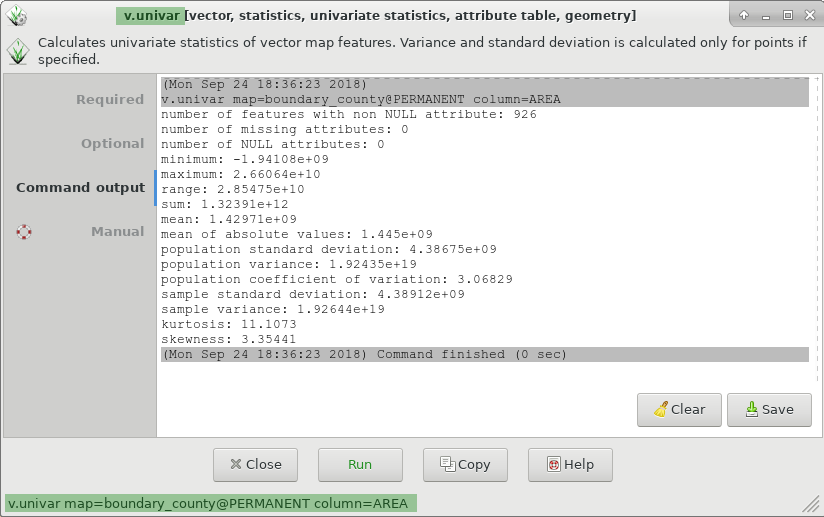 v.univar [vector, statistics, univariate statistics, attribute table, geometry]
Calculates univariate statistics of vector map features. Variance and standard deviation is calculated only for points if
specified.
Required
Optional
Command output
Manual
(Mon Sep 24 18:36:23 2018)
v.univar map=boundary_county@PERMANENT column=AREA
number of features with non NULL attribute: 926
number of missing attributes: 0
number of NULL attributes: 0
minimum: -1.94108e+09
maximum: 2.66064e+10
range: 2.85475e+10
sum: 1.32391e+12
mean: 1.42971e+09
mean of absolute values: 1.445e+09
population standard deviation: 4.38675e+09
population variance: 1.92435e+19
population coefficient of variation: 3.06829
sample standard deviation: 4.38912e+09
sample variance: 1.92644e+19
kurtosis: 11.1073
skewness: 3.35441
(Mon Sep 24 18:36:23 2018) Command finished (0 sec)
Clear
Save
Close
Run
Copy
Help
v.univar map=boundary_county@PERMANENT column=AREA